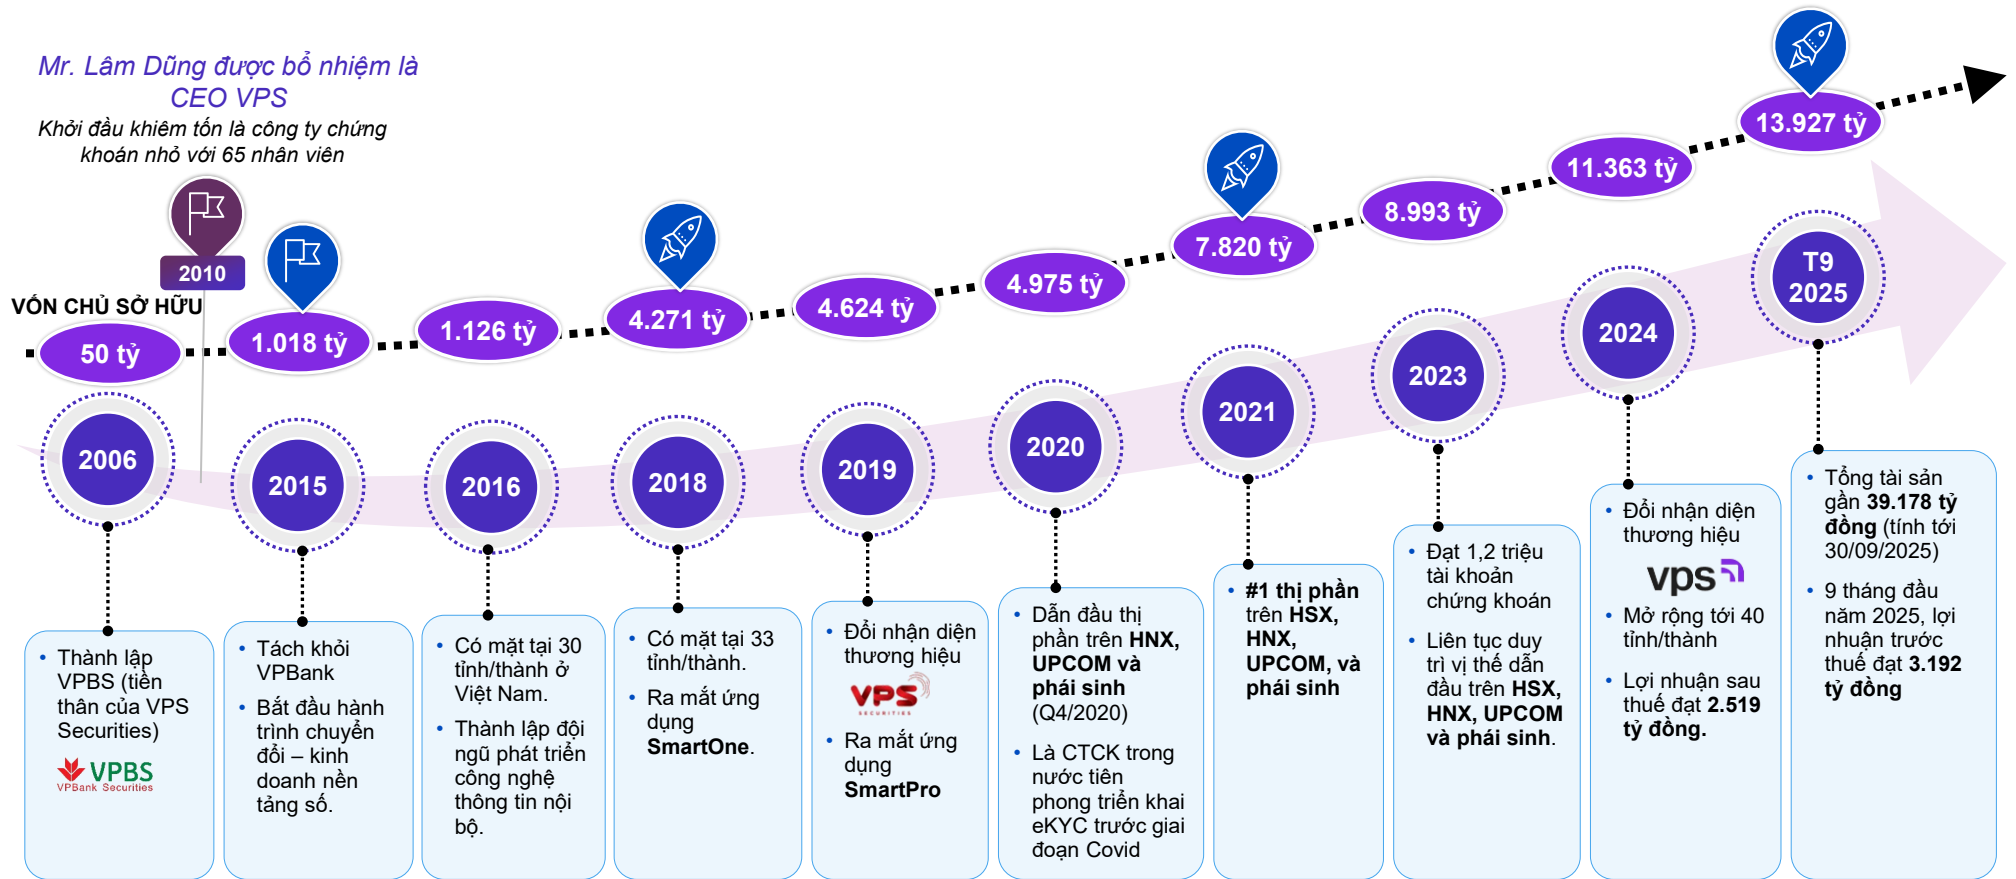 Mr. Lâm Dũng được bổ nhiệm là
CEO VPS
Khởi đầu khiêm tốn là công ty chứng
khoán nhỏ với 65 nhân viên
2010
VỐN CHỦ SỞ HỮU
50 tỷ
1.018 tỷ
1.126 tỷ
4.271 tỷ
4.624 tỷ
4.975 tỷ
7.820 tỷ
8.993 tỷ
11.363 tỷ
13.927 tỷ
2006
• Thành lập
VPBS (tiền
thân của VPS
Securities)
VPBS
VPBank Securities
2015
• Tách khỏi
VPBank
• Bắt đầu hành
trình chuyển
đổi – kinh
doanh nền
tảng số.
2016
• Có mặt tại 30
tỉnh/thành ở
Việt Nam.
• Thành lập đội
ngũ phát triển
công nghệ
thông tin nội
bộ.
2018
• Có mặt tại 33
tỉnh/thành.
• Ra mắt ứng
dụng
SmartOne.
2019
• Đổi nhận diện
thương hiệu
VPS
SECURITIES
• Ra mắt ứng
dụng
SmartPro
2020
• Dẫn đầu thị
phần trên HNX,
UPCOM và
phái sinh
(Q4/2020)
• Là CTCK trong
nước tiên
phong triển khai
eKYC trước giai
đoạn Covid
2021
• #1 thị phần
trên HSX,
HNX,
UPCOM, và
phái sinh
2023
• Đạt 1,2 triệu
tài khoản
chứng khoán
• Liên tục duy
trì vị thế dẫn
đầu trên HSX,
HNX, UPCOM
và phái sinh.
2024
• Đổi nhận diện
thương hiệu
vps
• Mở rộng tới 40
tỉnh/thành
• Lợi nhuận sau
thuế đạt 2.519
tỷ đồng.
T9
2025
• Tổng tài sản
gần 39.178 tỷ
đồng (tính tới
30/09/2025)
• 9 tháng đầu
năm 2025, lợi
nhuận trước
thuế đạt 3.192
tỷ đồng